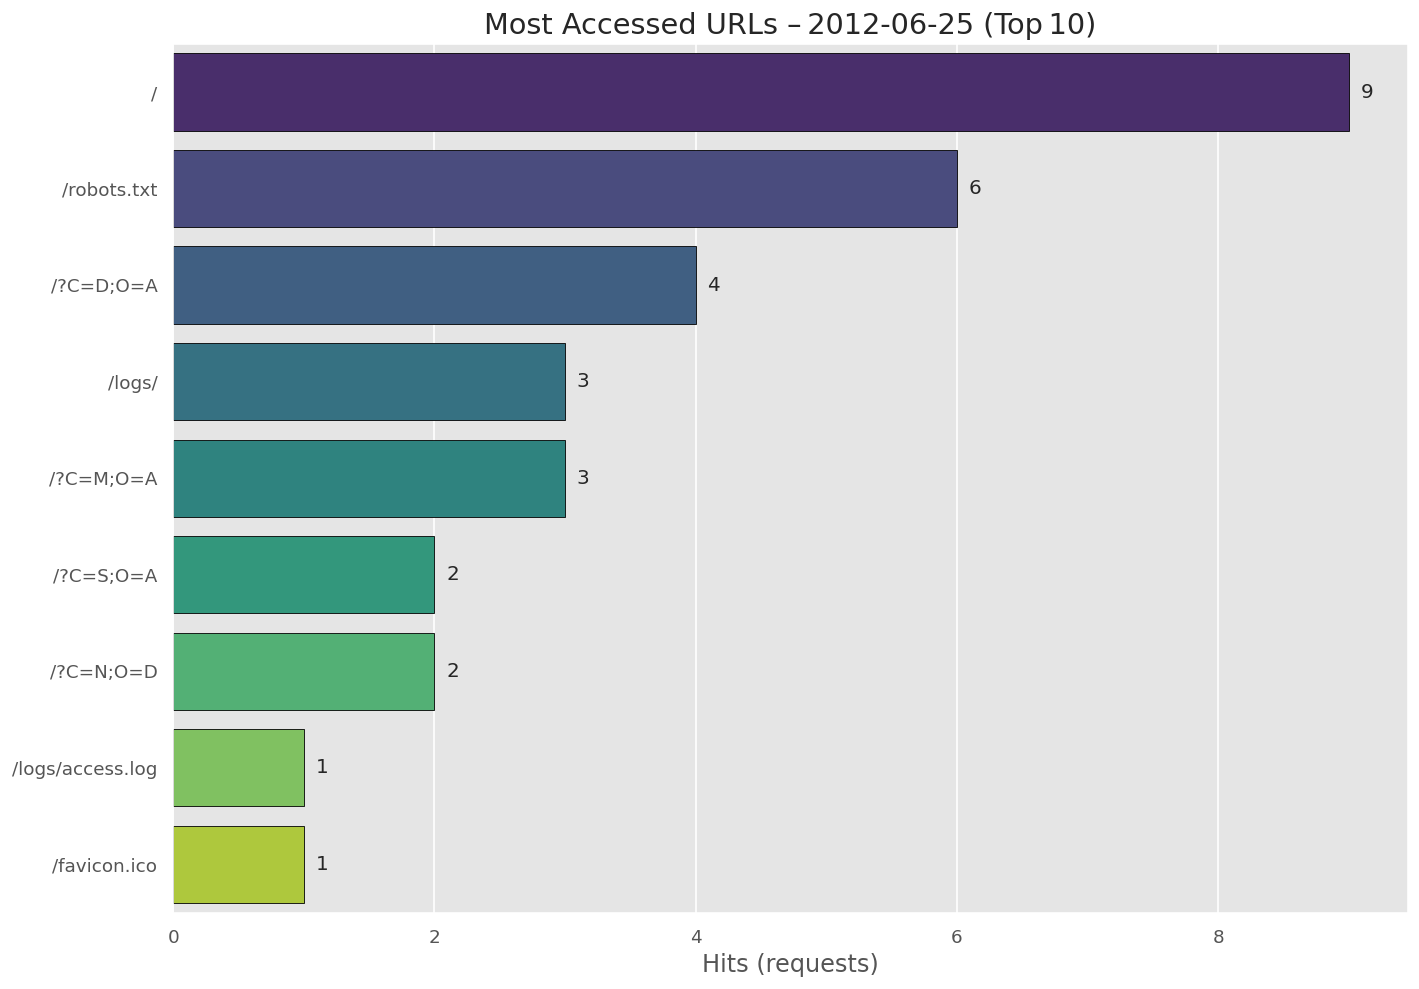 Most Accessed URLs – 2012-06-25 (Top 10)
/ 9
/robots.txt 6
/?C=D;O=A 4
/logs/ 3
/?C=M;O=A 3
/?C=S;O=A 2
/?C=N;O=D 2
/logs/access.log 1
/favicon.ico 1
0 2 4 6 8
Hits (requests)